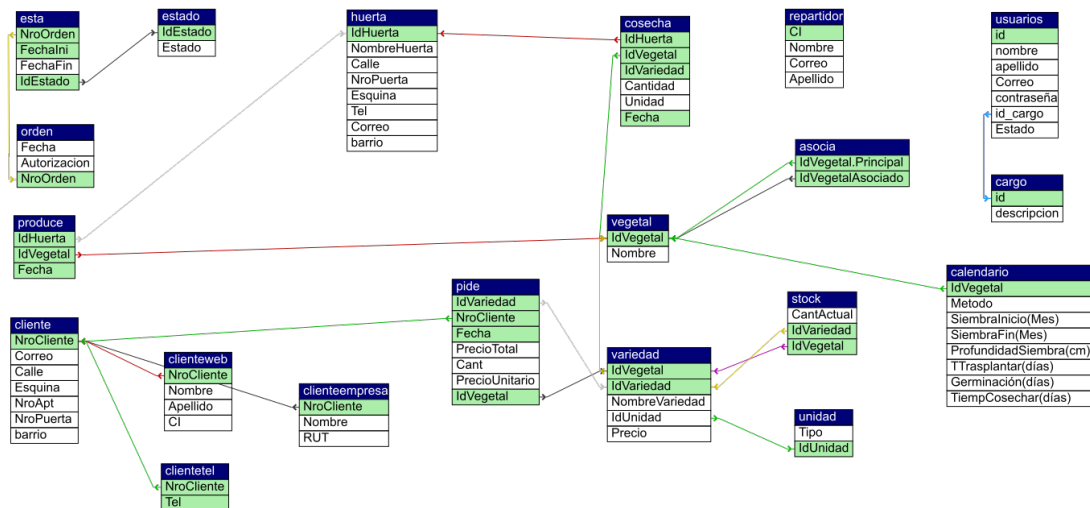 esta
NroOrden
FechaIni
FechaFin
IdEstado
estado
IdEstado
Estado
huerta
IdHuerta
NombreHuerta
Calle
NroPuerta
Esquina
Tel
Correo
barrio
cosecha
IdHuerta
IdVegetal
IdVariedad
Cantidad
Unidad
Fecha
repartidor
CI
Nombre
Correo
Apellido
usuarios
id
nombre
apellido
Correo
contraseña
id_cargo
Estado
orden
Fecha
Autorizacion
NroOrden
asocia
IdVegetal.Principal
IdVegetalAsociado
cargo
id
descripcion
produce
IdHuerta
IdVegetal
Fecha
vegetal
IdVegetal
Nombre
calendario
IdVegetal
Metodo
SiembraInicio(Mes)
SiembraFin(Mes)
ProfundidadSiembra(cm)
TTrasplantar(días)
Germinación(días)
TiempCosechar(días)
pide
IdVariedad
NroCliente
Fecha
PrecioTotal
Cant
PrecioUnitario
IdVegetal
stock
CantActual
IdVariedad
IdVegetal
cliente
NroCliente
Correo
Calle
Esquina
NroApt
NroPuerta
barrio
clienteweb
NroCliente
Nombre
Apellido
CI
clienteempresa
NroCliente
Nombre
RUT
variedad
IdVegetal
IdVariedad
NombreVariedad
IdUnidad
Precio
unidad
Tipo
IdUnidad
clientetel
NroCliente
Tel